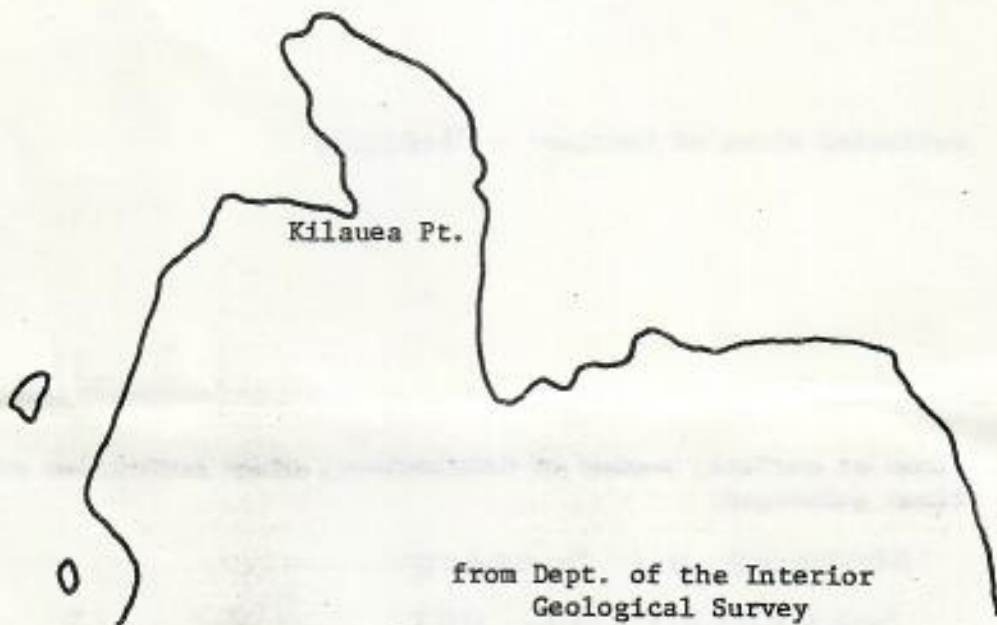 Kilauea Pt.
from Dept. of the Interior
Geological Survey